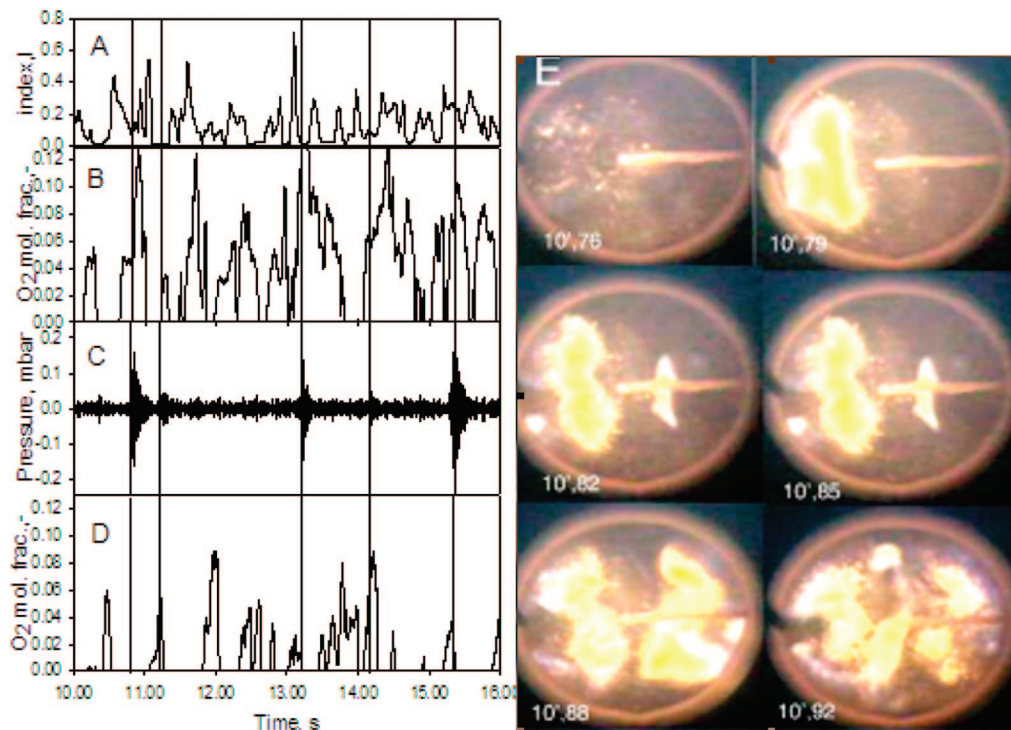 A
index,I
0.8
0.6
0.4
0.2
0.0
B
O2 mol. frac.,-
0.12
0.10
0.08
0.06
0.04
0.02
0.00
C
Pressure, mbar
0.2
0.1
0.0
-0.1
-0.2
D
O2 mol. frac.,-
0.12
0.10
0.08
0.06
0.04
0.02
0.00
10.00 11.00 12.00 13.00 14.00 15.00 16.00
Time, s
E
10',76
10',79
10',82
10',85
10',88
10',92